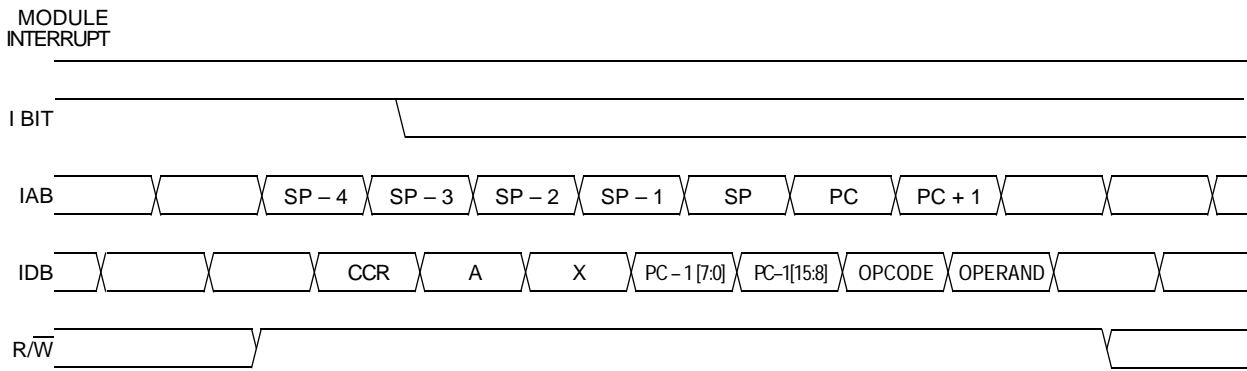 MODULE
INTERRUPT
I BIT
IAB SP – 4 SP – 3 SP – 2 SP – 1 SP PC PC + 1
IDB CCR A X PC – 1 [7:0] PC–1[15:8] OPCODE OPERAND
R/W̅